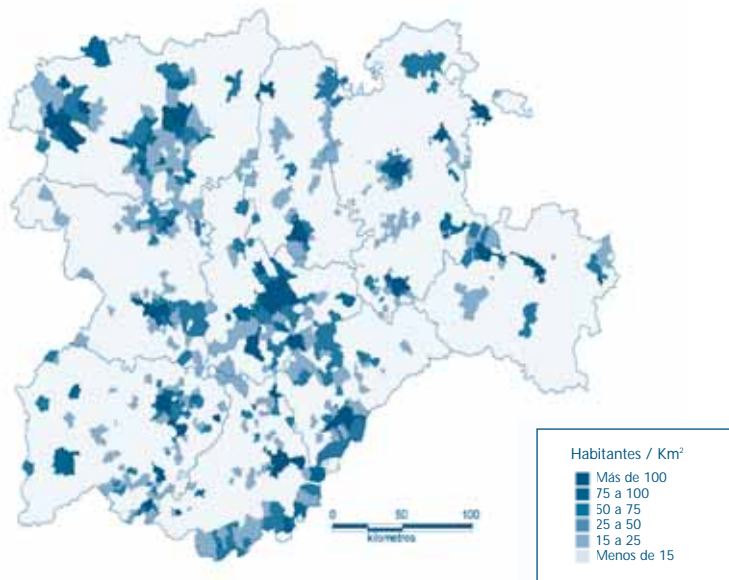 0 50 100
kilometros
Habitantes / Km²
Más de 100
75 a 100
50 a 75
25 a 50
15 a 25
Menos de 15